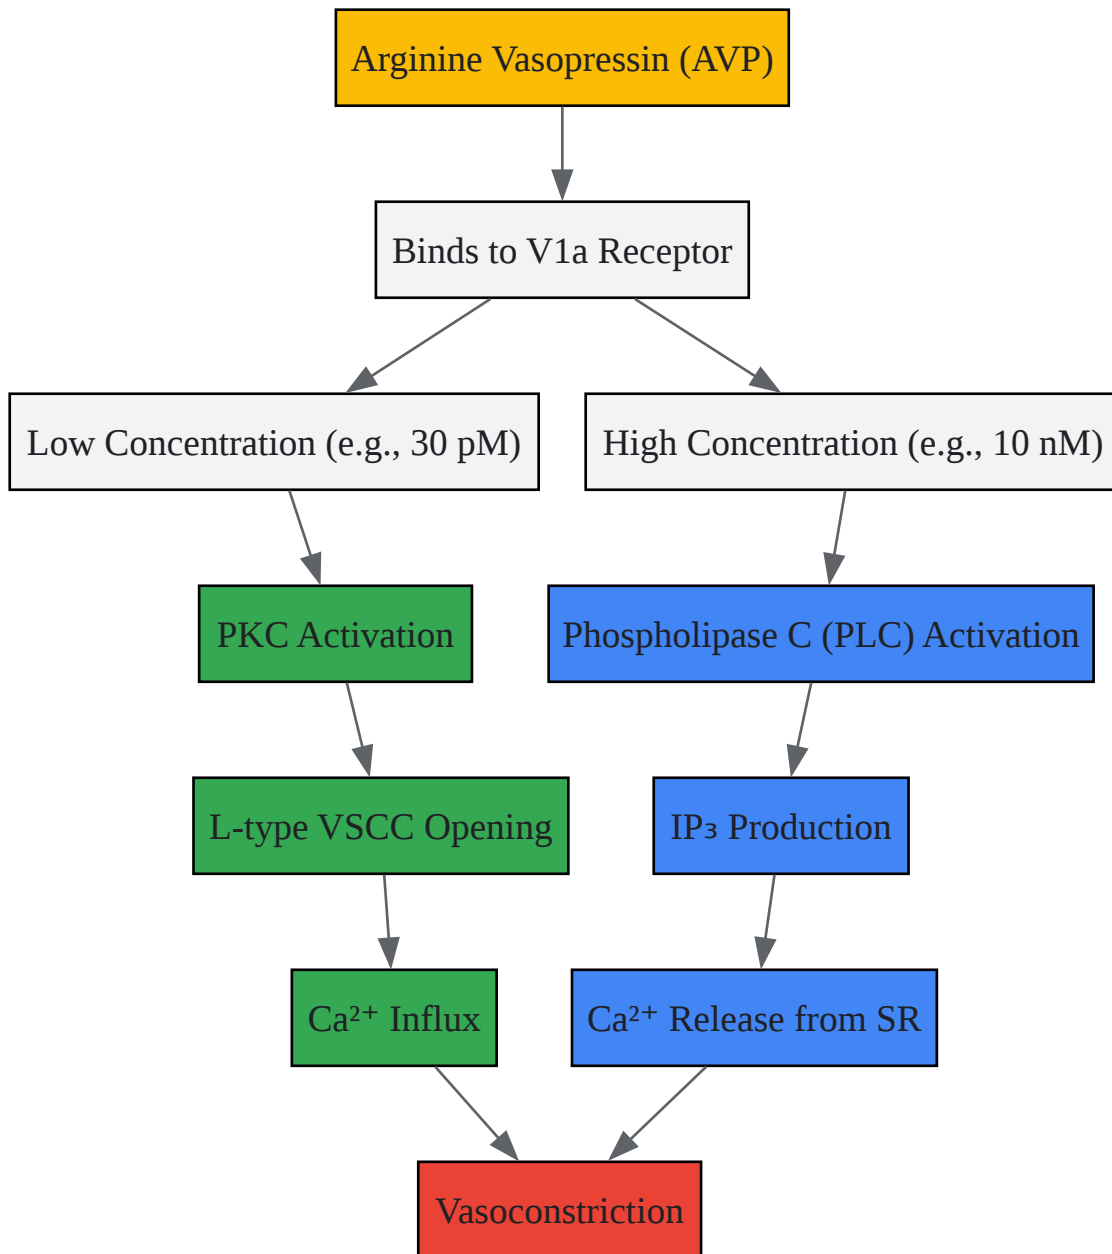 Arginine Vasopressin (AVP)
Binds to V1a Receptor
Low Concentration (e.g., 30 pM)
High Concentration (e.g., 10 nM)
PKC Activation
Phospholipase C (PLC) Activation
L-type VSCC Opening
IP₃ Production
Ca²⁺ Influx
Ca²⁺ Release from SR
Vasoconstriction